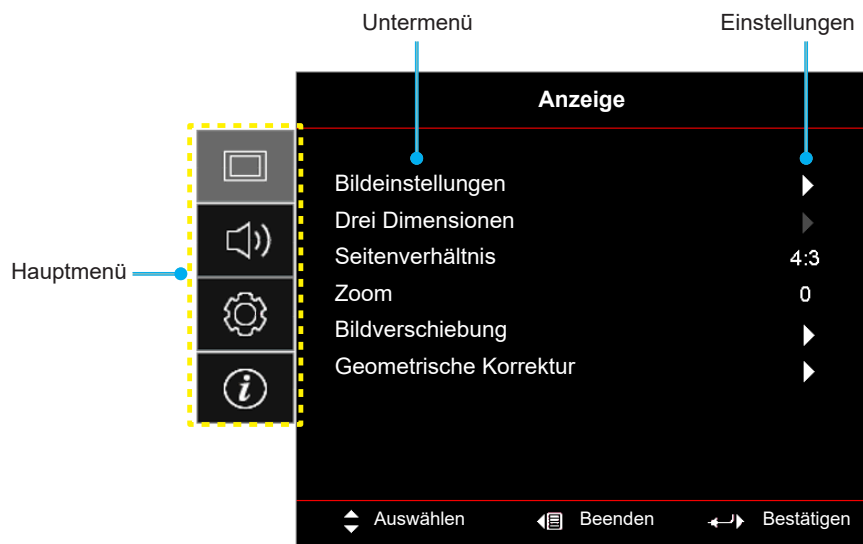 Untermenü Einstellungen
Anzeige
Bildeinstellungen
Drei Dimensionen
Seitenverhältnis 4:3
Hauptmenü
Zoom 0
Bildverschiebung
Geometrische Korrektur
Auswählen Beenden Bestätigen